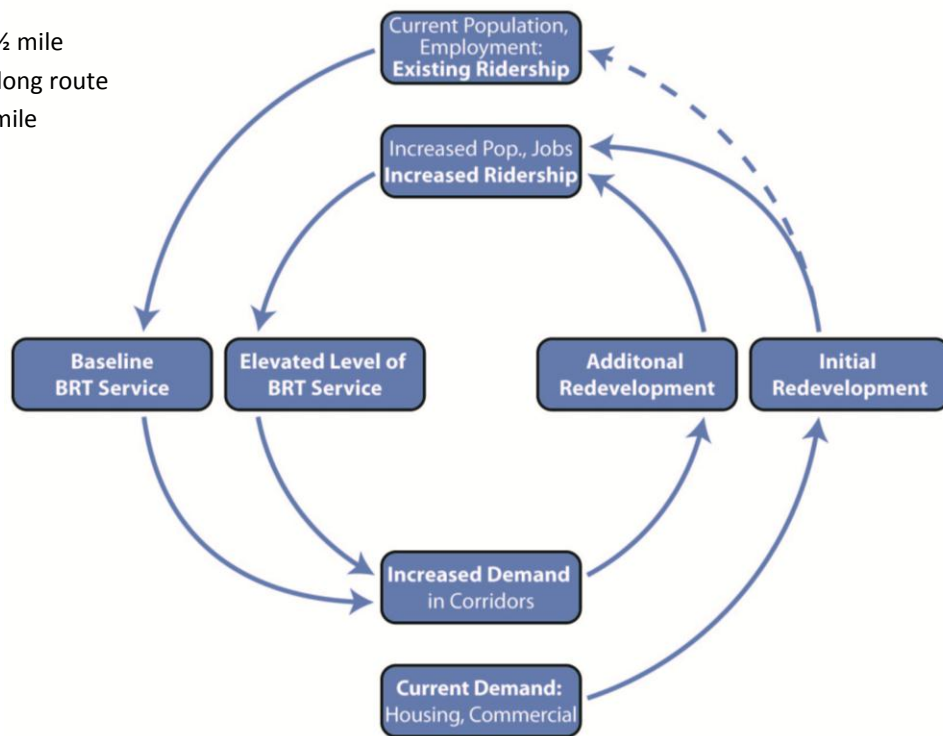 ½ mile
long route
mile
Current Population,
Employment:
Existing Ridership
Increased Pop., Jobs
Increased Ridership
Baseline
BRT Service
Elevated Level of
BRT Service
Additonal
Redevelopment
Initial
Redevelopment
Increased Demand
in Corridors
Current Demand:
Housing, Commercial